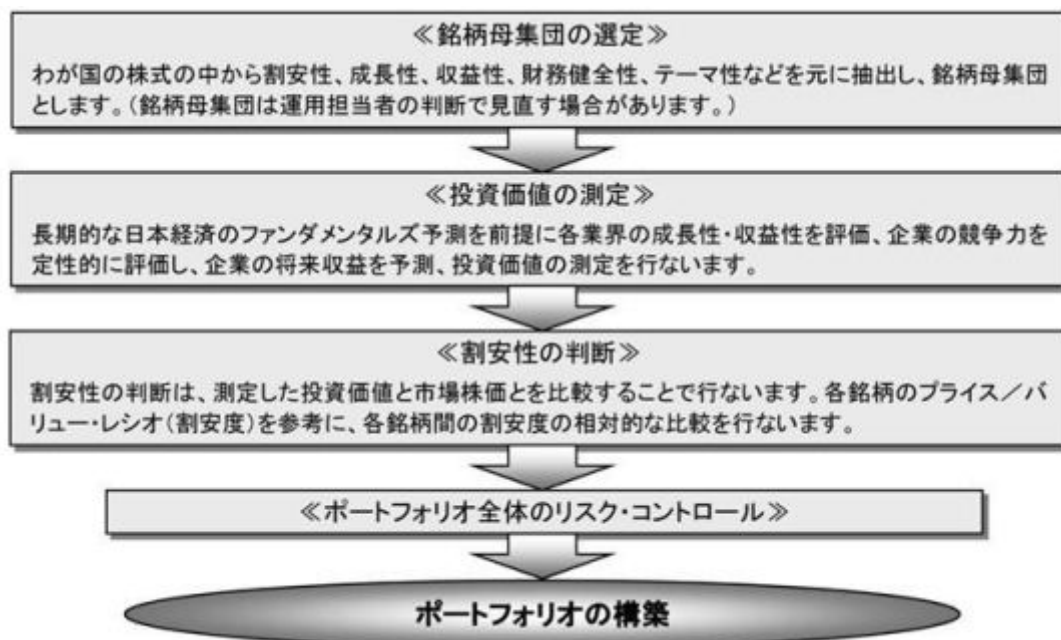 ≪銘柄母集団の選定≫
わが国の株式の中から割安性、成長性、収益性、財務健全性、テーマ性などを元に抽出し、銘柄母集団
とします。(銘柄母集団は運用担当者の判断で見直す場合があります。)
≪投資価値の測定≫
長期的な日本経済のファンダメンタルズ予測を前提に各業界の成長性・収益性を評価、企業の競争力を
定性的に評価し、企業の将来収益を予測、投資価値の測定を行ないます。
≪割安性の判断≫
割安性の判断は、測定した投資価値と市場株価とを比較することで行ないます。各銘柄のプライス／バ
リュー・レシオ(割安度)を参考に、各銘柄間の割安度の相対的な比較を行ないます。
≪ポートフォリオ全体のリスク・コントロール≫
ポートフォリオの構築